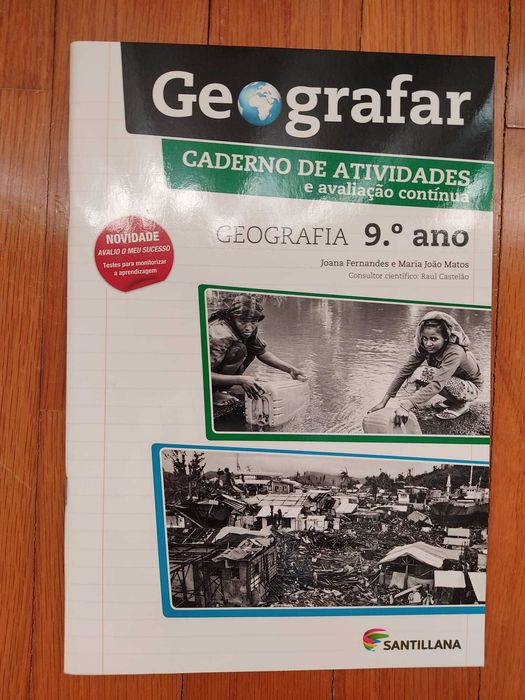 Geografar
CADERNO DE ATIVIDADES
e avaliação contínua
GEOGRAFIA 9.º ano
Joana Fernandes e Maria João Matos
Consultor científico: Raul Castelão
NOVIDADE
AVALIO O MEU SUCESSO
Testes para monitorizar
a aprendizagem
SANTILLANA